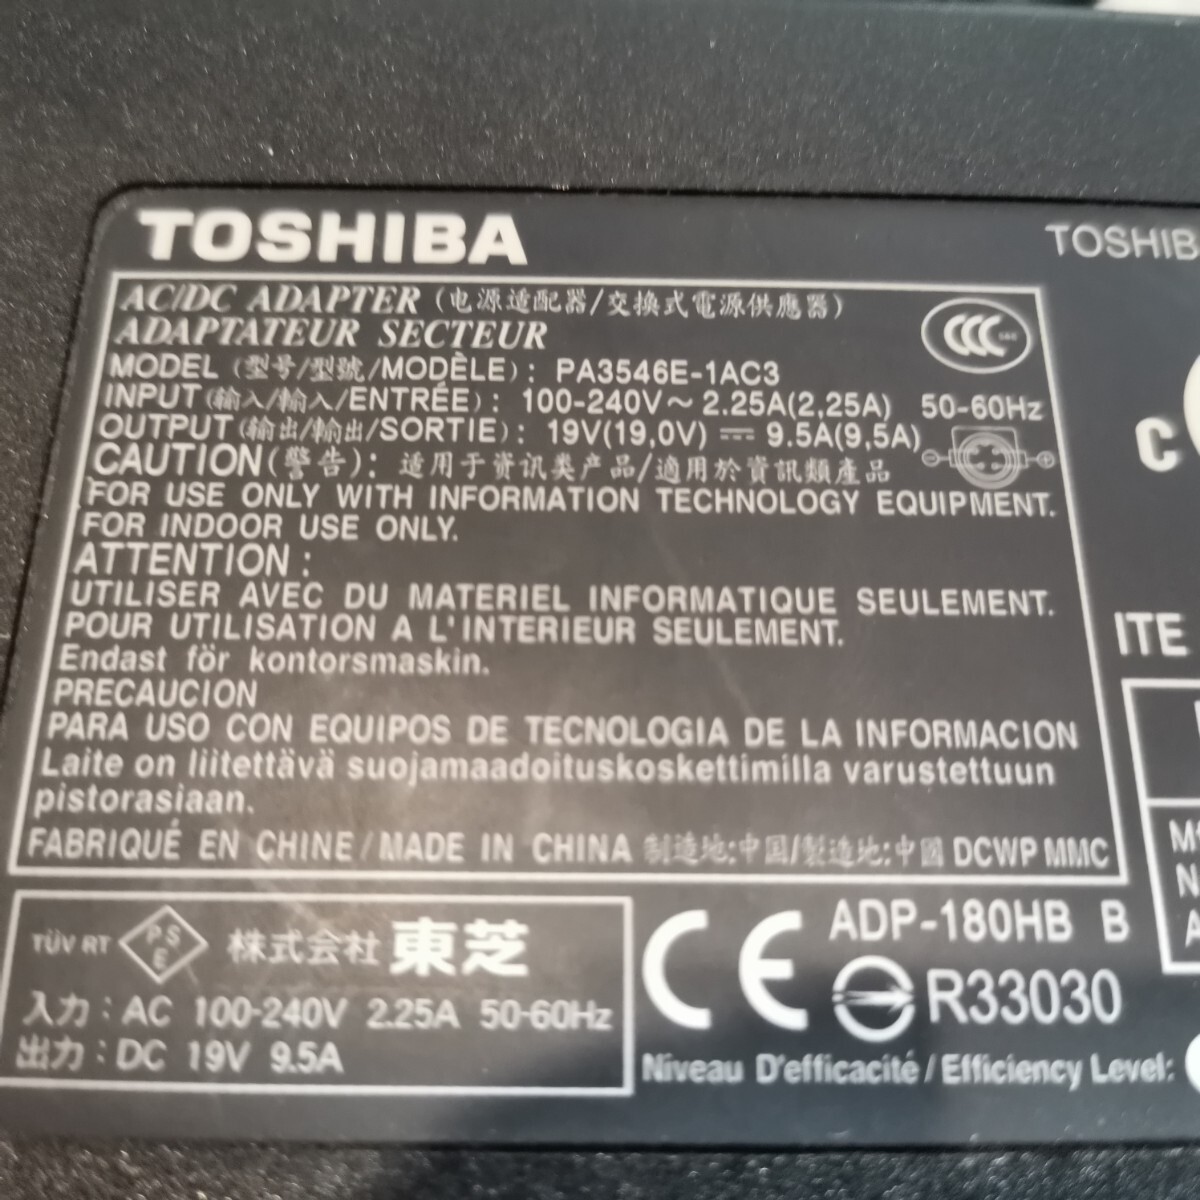 TOSHIBA
TOSHIB
AC/DC ADAPTER (电源适配器/交換式電源供應器)
ADAPTATEUR SECTEUR
MODEL (型号/型號/MODÈLE): PA3546E-1AC3
INPUT (输入/輸入/ENTRÉE): 100-240V～ 2.25A(2,25A) 50-60Hz
OUTPUT (输出/輸出/SORTIE): 19V(19,0V) ⎓ 9.5A(9,5A)
CAUTION (警告): 适用于资讯类产品/適用於資訊類產品
FOR USE ONLY WITH INFORMATION TECHNOLOGY EQUIPMENT.
FOR INDOOR USE ONLY.
ATTENTION :
UTILISER AVEC DU MATERIEL INFORMATIQUE SEULEMENT.
POUR UTILISATION A L'INTERIEUR SEULEMENT.
Endast för kontorsmaskin.
PRECAUCION
PARA USO CON EQUIPOS DE TECNOLOGIA DE LA INFORMACION
Laite on liitettävä suojamaadoituskoskettimilla varustettuun
pistorasiaan.
FABRIQUÉ EN CHINE/MADE IN CHINA 制造地:中国/製造地:中國 DCWP MMC
CCC
C
ITE
TÜV RT PSE 株式会社 東芝
入力：AC 100-240V 2.25A 50-60Hz
出力：DC 19V 9.5A
CE
ADP-180HB B
R33030
Niveau D'efficacité / Efficiency Level: